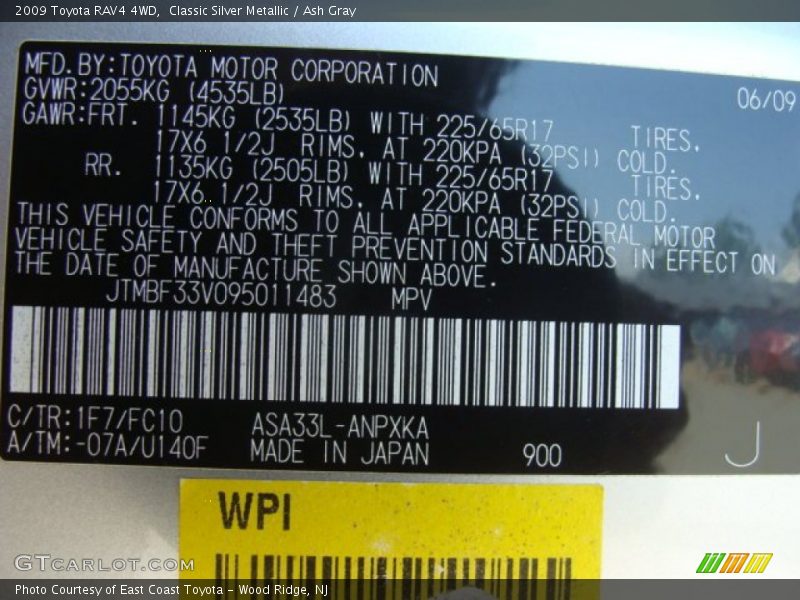 2009 Toyota RAV4 4WD, Classic Silver Metallic / Ash Gray
MFD.BY:TOYOTA MOTOR CORPORATION 06/09
GVWR:2055KG (4535LB)
GAWR:FRT. 1145KG (2535LB) WITH 225/65R17 TIRES.
17X6 1/2J RIMS. AT 220KPA (32PSI) COLD.
RR. 1135KG (2505LB) WITH 225/65R17 TIRES.
17X6 1/2J RIMS. AT 220KPA (32PSI) COLD.
THIS VEHICLE CONFORMS TO ALL APPLICABLE FEDERAL MOTOR
VEHICLE SAFETY AND THEFT PREVENTION STANDARDS IN EFFECT ON
THE DATE OF MANUFACTURE SHOWN ABOVE.
JTMBF33V095011483 MPV
C/TR:1F7/FC10 ASA33L-ANPXKA
A/TM:-07A/U140F MADE IN JAPAN 900 J
WPI
GTCARLOT.COM
Photo Courtesy of East Coast Toyota - Wood Ridge, NJ